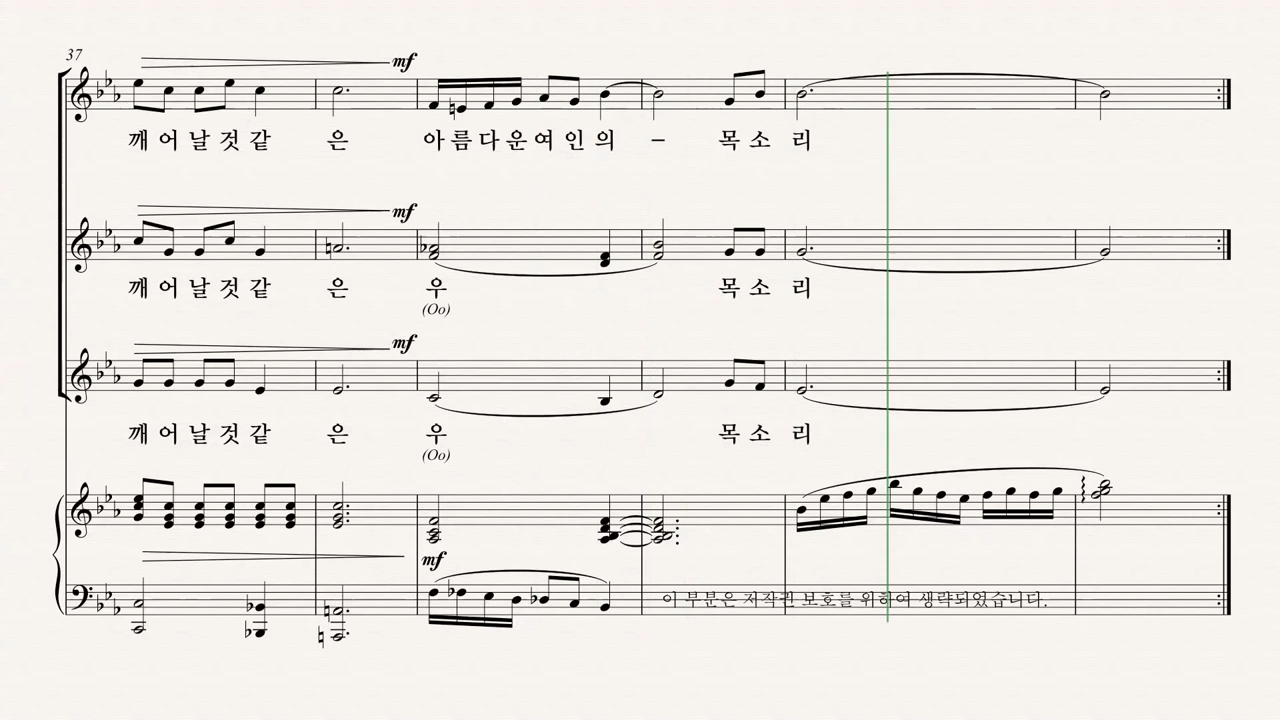 37
mf
깨 어 날 것 같 은 아 름 다 운 여 인 의 – 목 소 리
mf
깨 어 날 것 같 은 우 목 소 리
(Oo)
mf
깨 어 날 것 같 은 우 목 소 리
(Oo)
mf
이 부분은 저작권 보호를 위하여 생략되었습니다.